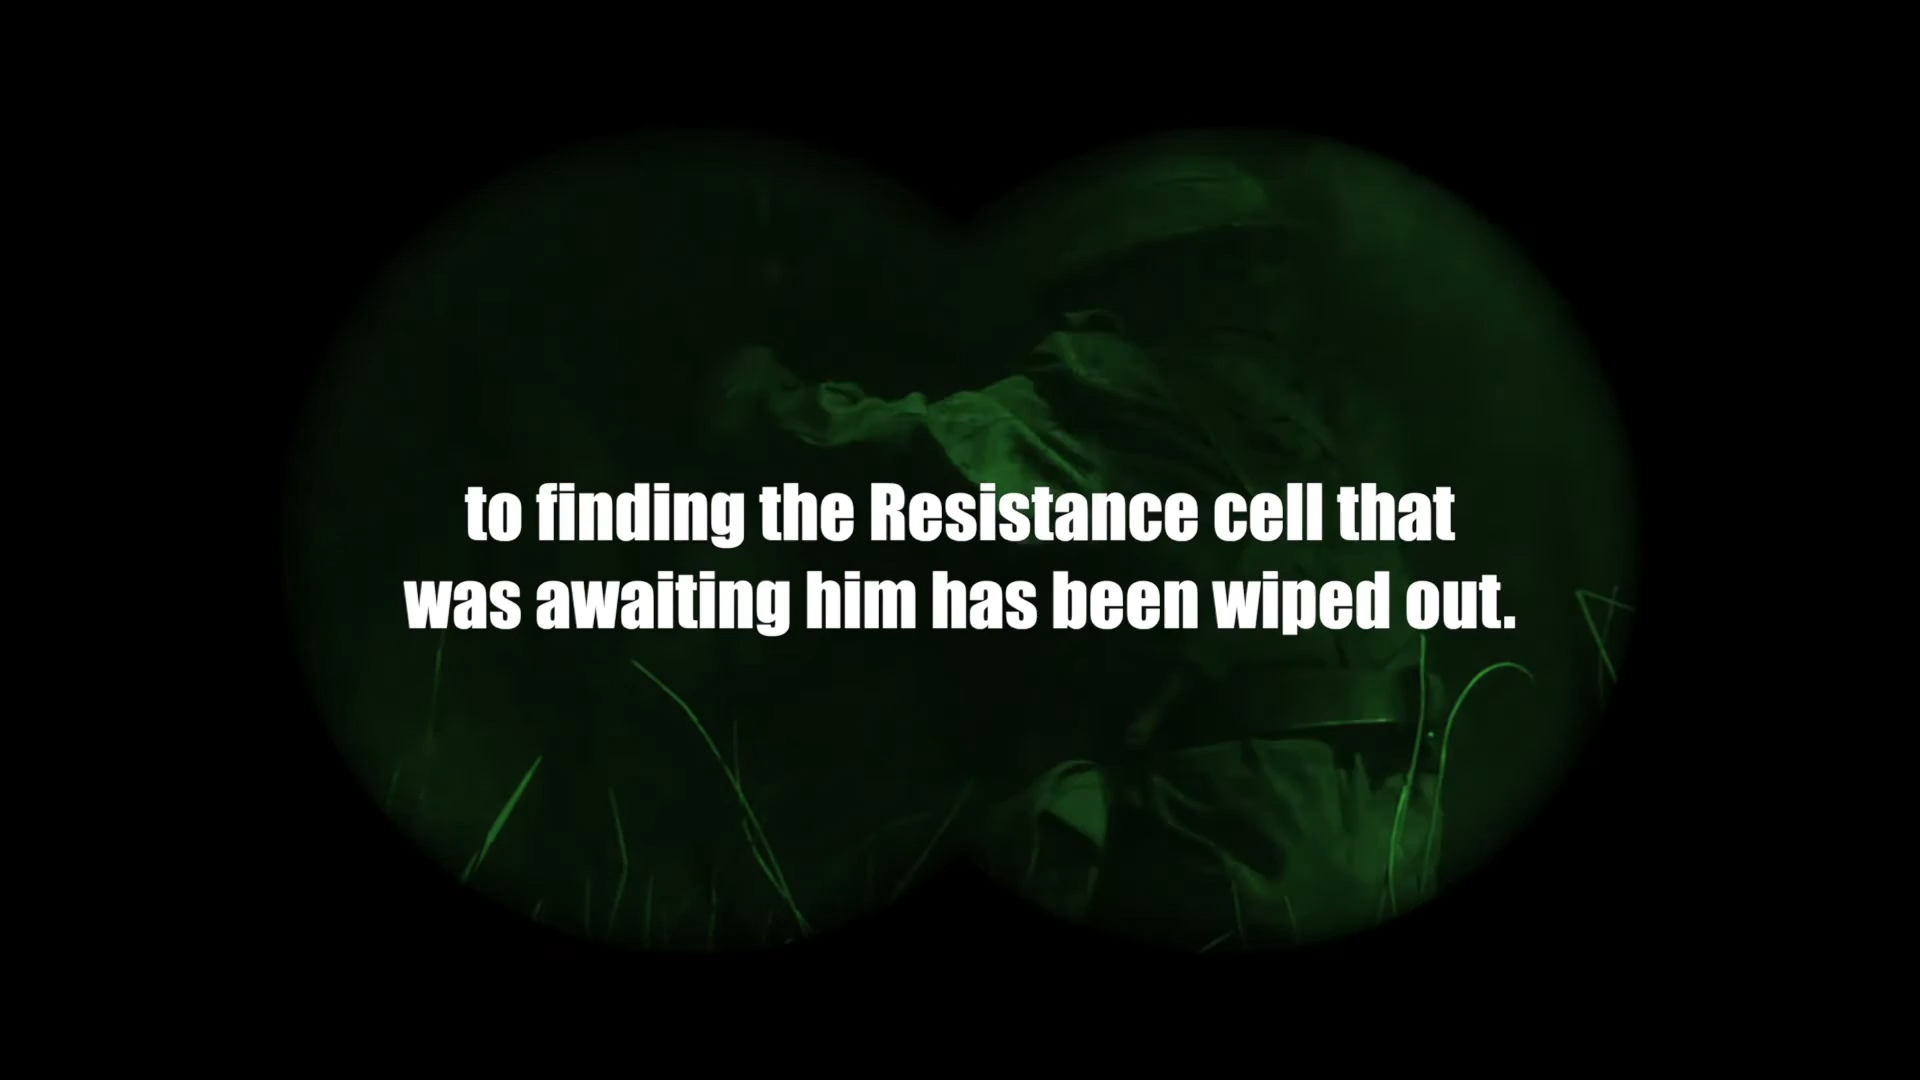 to finding the Resistance cell that
was awaiting him has been wiped out.